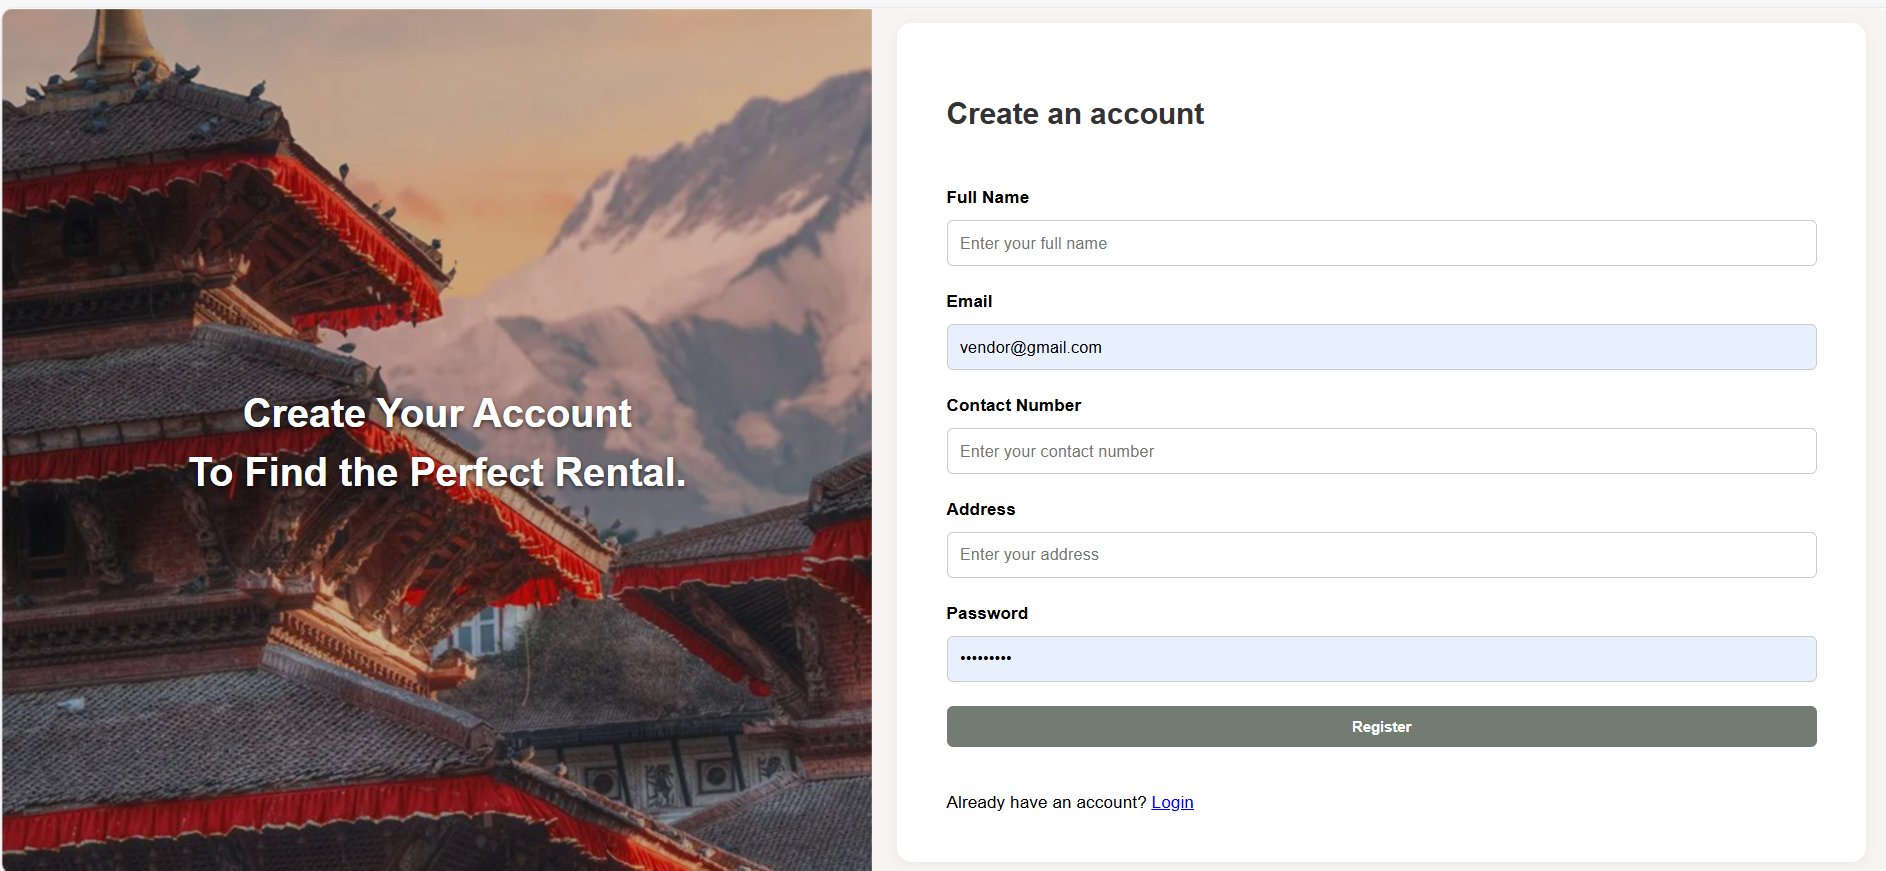 Create Your Account
To Find the Perfect Rental.
Create an account
Full Name
Enter your full name
Email
vendor@gmail.com
Contact Number
Enter your contact number
Address
Enter your address
Password
•••••••••
Register
Already have an account? Login